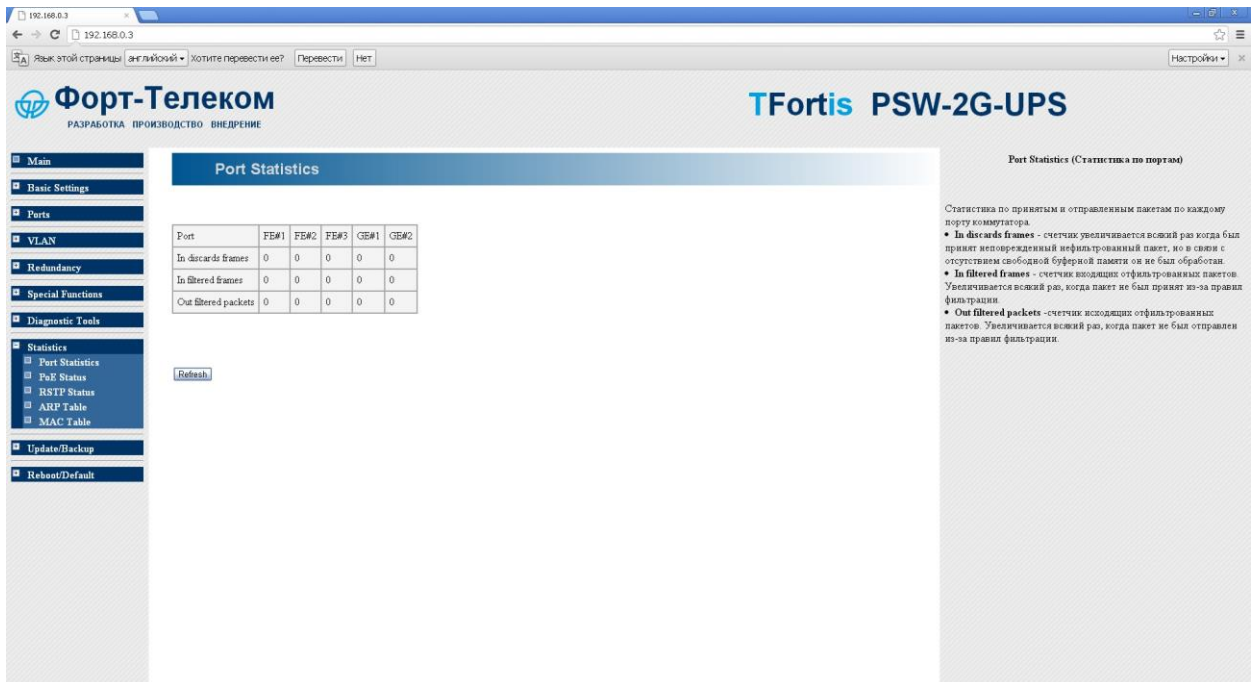 192.168.0.3
192.168.0.3
Язык этой страницы английский Хотите перевести ее? Перевести Нет Настройки
Форт-Телеком
РАЗРАБОТКА ПРОИЗВОДСТВО ВНЕДРЕНИЕ
TFortis PSW-2G-UPS
Main
Basic Settings
Ports
VLAN
Redundancy
Special Functions
Diagnostic Tools
Statistics
Port Statistics
PoE Status
RSTP Status
ARP Table
MAC Table
Update/Backup
Reboot/Default
Port Statistics
Port FE#1 FE#2 FE#3 GE#1 GE#2
In discards frames 0 0 0 0 0
In filtered frames 0 0 0 0 0
Out filtered packets 0 0 0 0 0
Refresh
Port Statistics (Статистика по портам)
Статистика по принятым и отправленным пакетам по каждому
порту коммутатора.
• In discards frames - счетчик увеличивается всякий раз когда был
принят неповрежденный нефильтрованный пакет, но в связи с
отсутствием свободной буферной памяти он не был обработан.
• In filtered frames - счетчик входящих отфильтрованных пакетов.
Увеличивается всякий раз, когда пакет не был принят из-за правил
фильтрации.
• Out filtered packets -счетчик исходящих отфильтрованных
пакетов. Увеличивается всякий раз, когда пакет не был отправлен
из-за правил фильтрации.